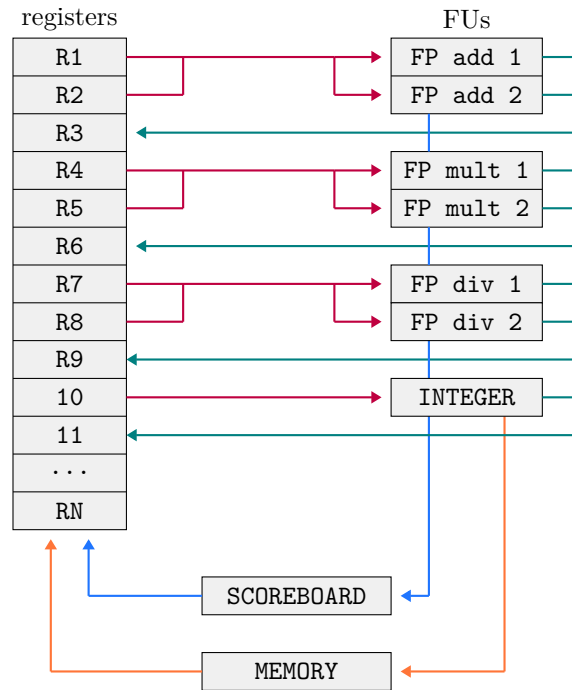 registers
R1
R2
R3
R4
R5
R6
R7
R8
R9
10
11
...
RN
FUs
FP add 1
FP add 2
FP mult 1
FP mult 2
FP div 1
FP div 2
INTEGER
SCOREBOARD
MEMORY